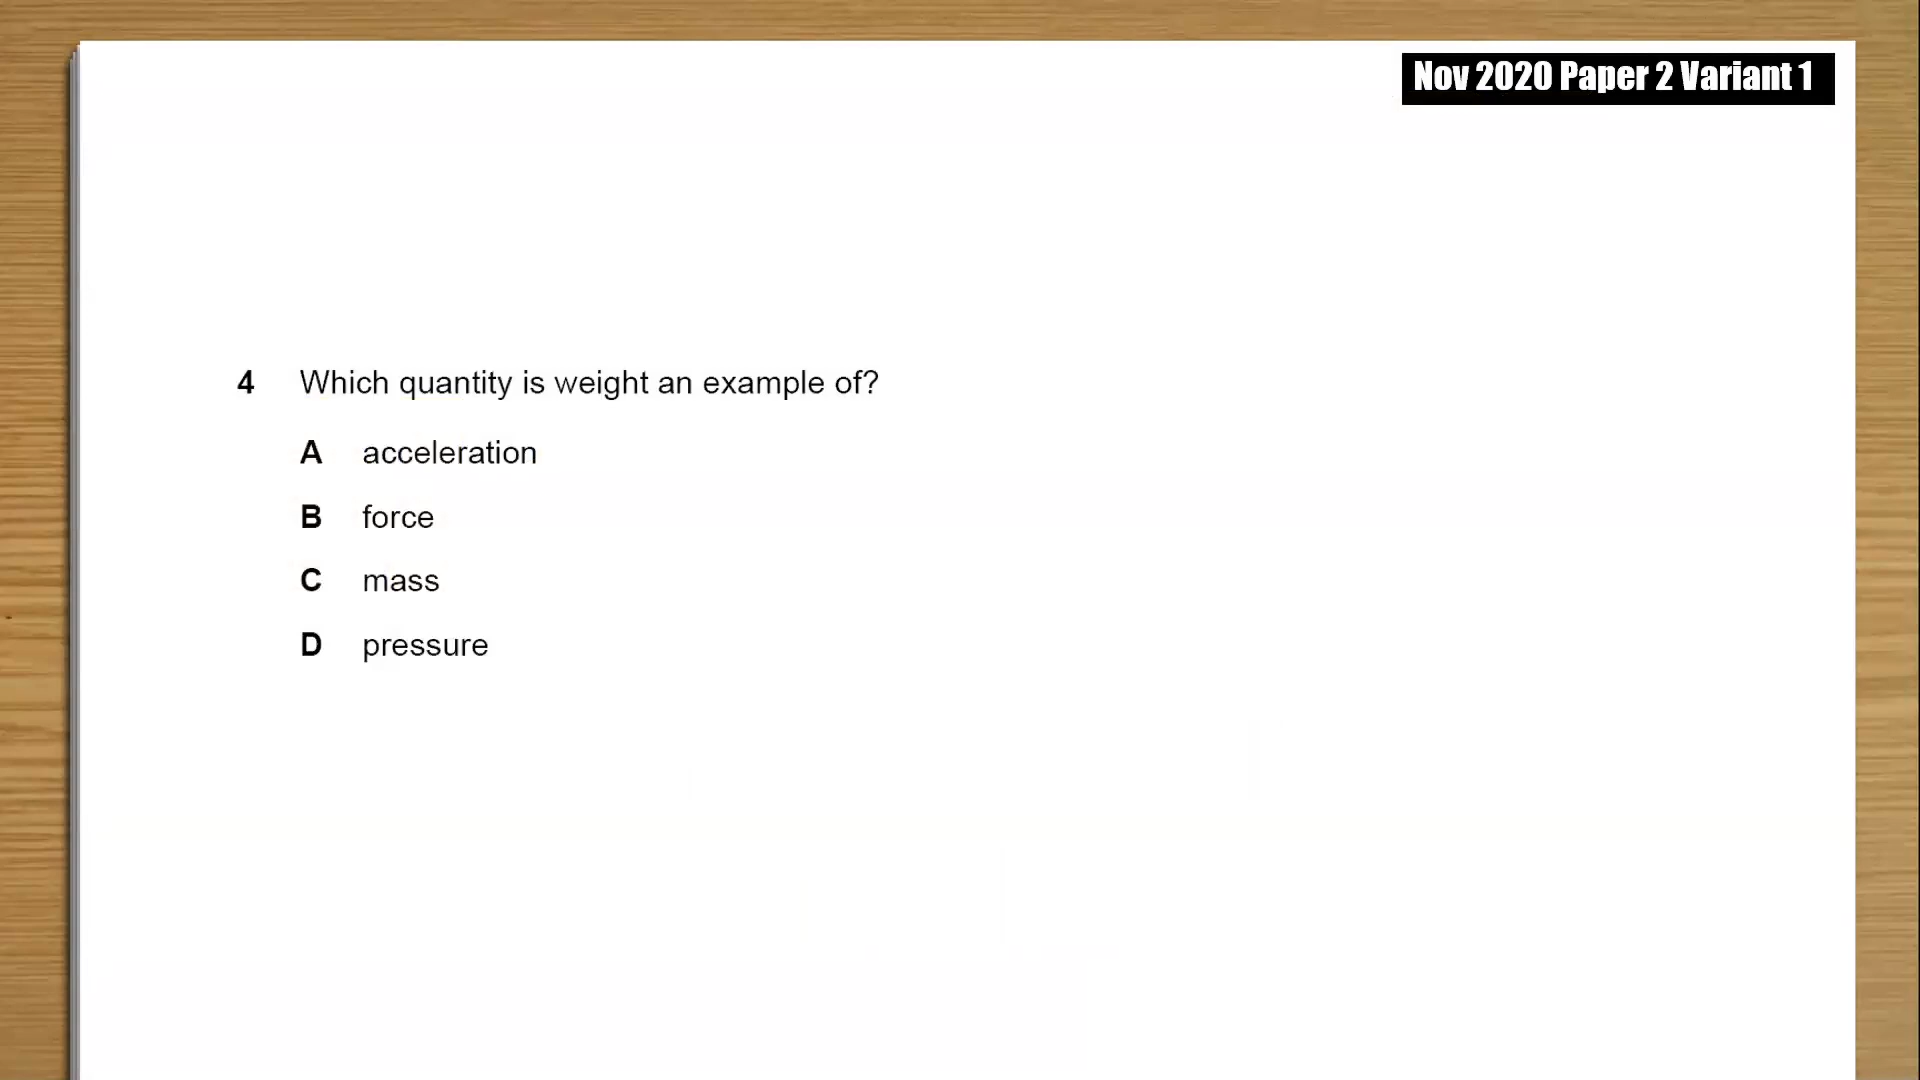 Nov 2020 Paper 2 Variant 1
4 Which quantity is weight an example of?
A acceleration
B force
C mass
D pressure